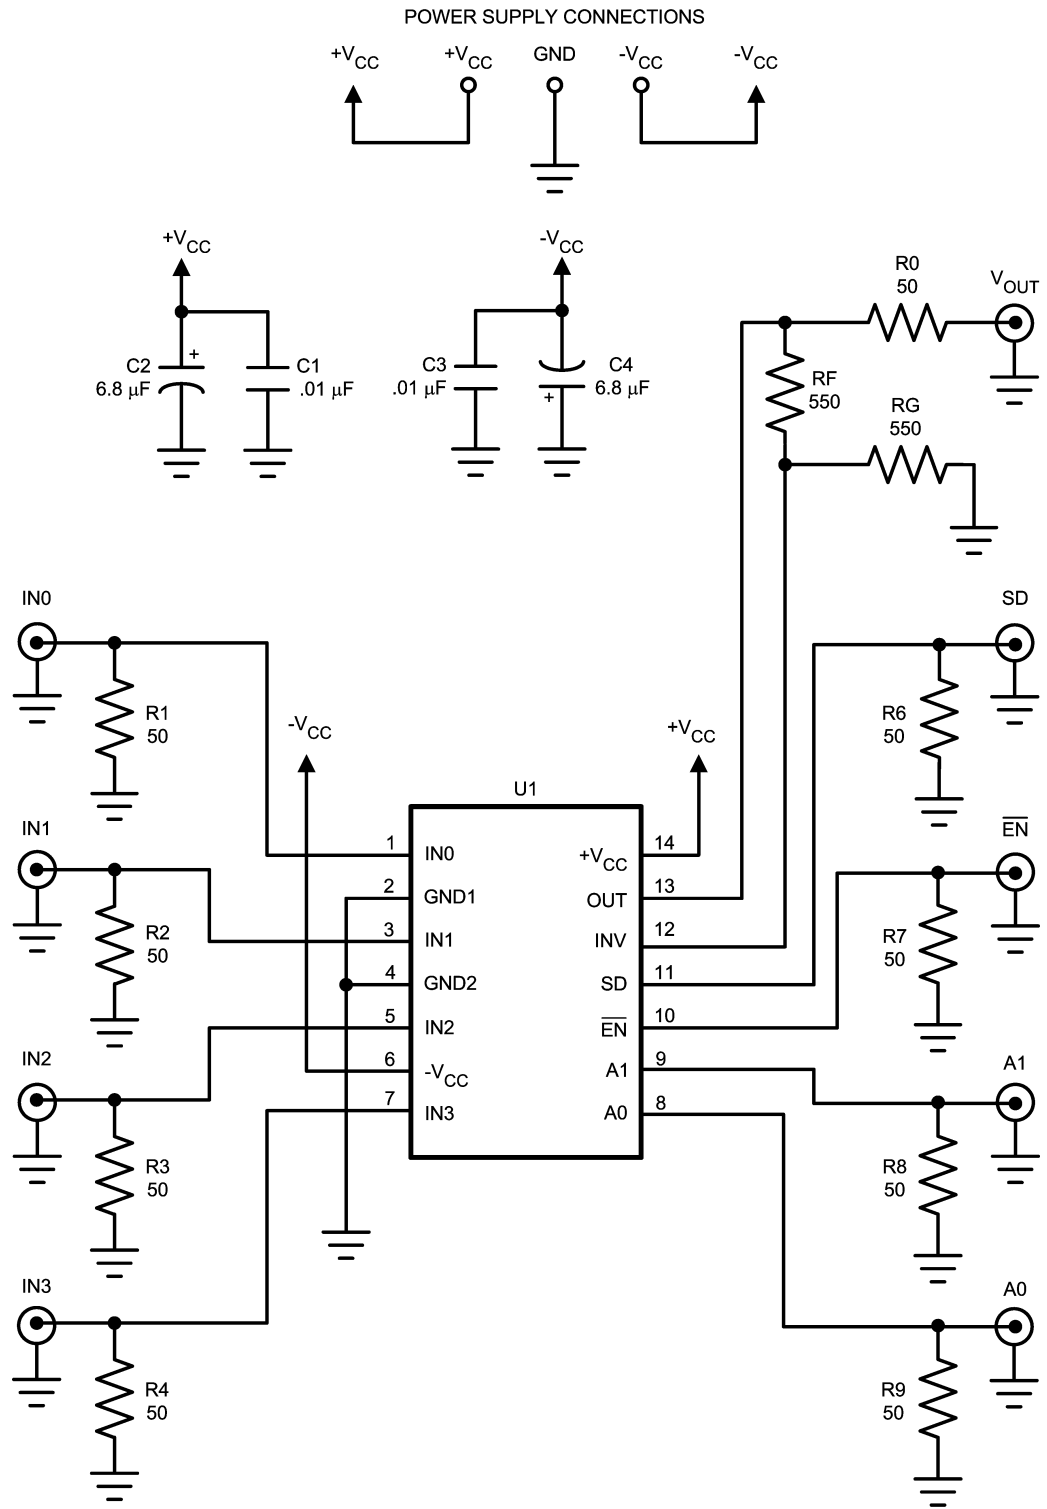 POWER SUPPLY CONNECTIONS
+VCC
+VCC
GND
-VCC
-VCC
+VCC
C2
6.8 µF
+
C1
.01 µF
-VCC
C3
.01 µF
C4
6.8 µF
+
R0
50
VOUT
RF
550
RG
550
IN0
R1
50
IN1
R2
50
IN2
R3
50
IN3
R4
50
-VCC
+VCC
U1
1
2
3
4
5
6
7
IN0
GND1
IN1
GND2
IN2
-VCC
IN3
+VCC
OUT
INV
SD
E̅N̅
A1
A0
14
13
12
11
10
9
8
SD
R6
50
E̅N̅
R7
50
A1
R8
50
A0
R9
50